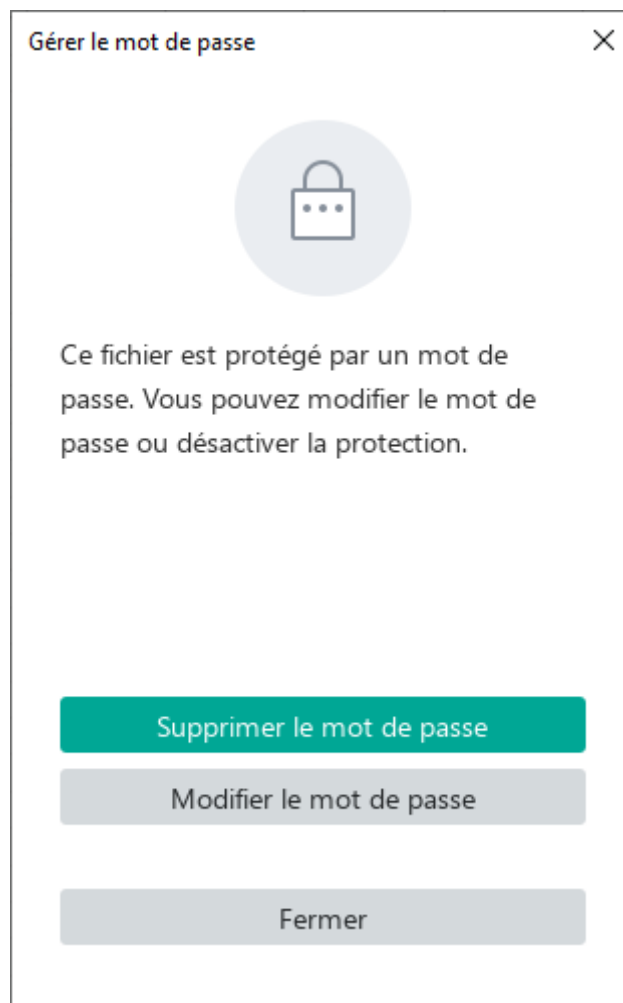 Gérer le mot de passe
Ce fichier est protégé par un mot de
passe. Vous pouvez modifier le mot de
passe ou désactiver la protection.
Supprimer le mot de passe
Modifier le mot de passe
Fermer